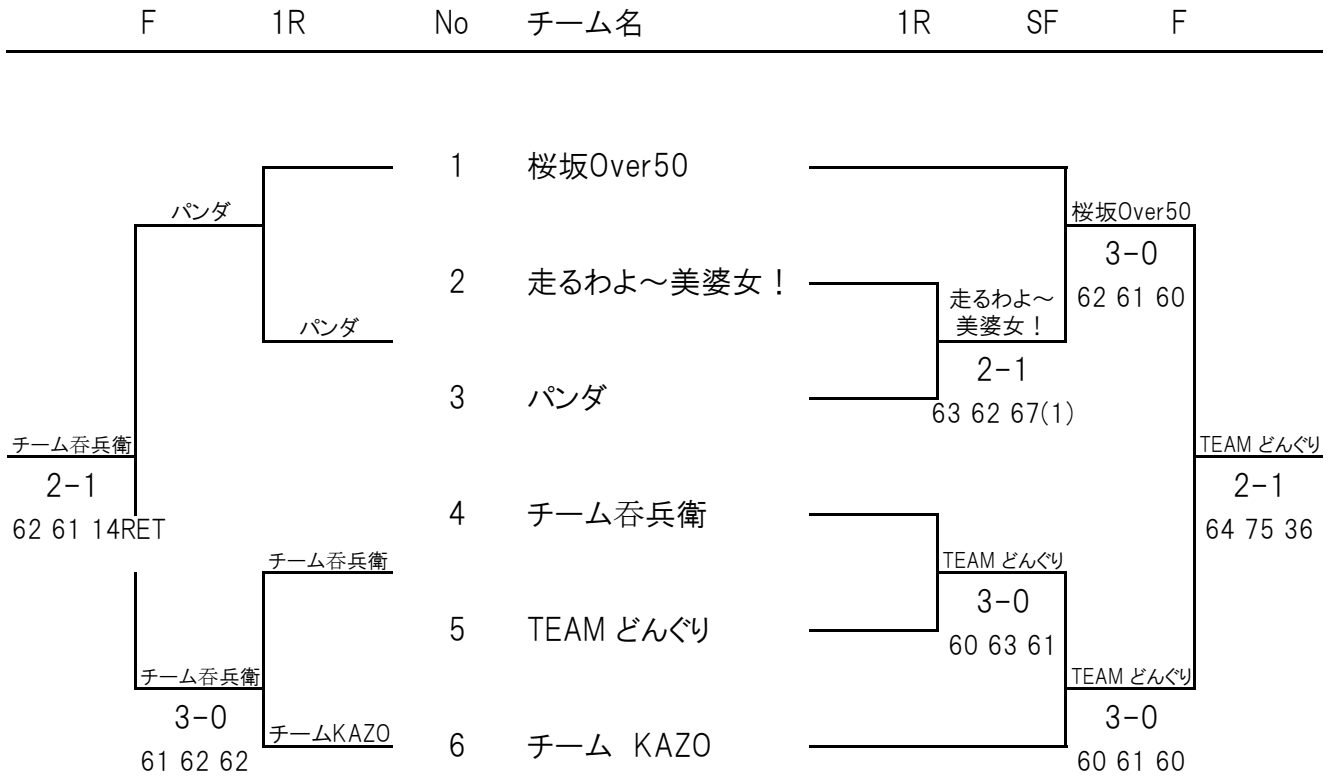 F 1R No チーム名 1R SF F
1 桜坂Over50
パンダ 桜坂Over50
3-0
2 走るわよ～美婆女！
走るわよ～ 62 61 60
パンダ 美婆女！
2-1
3 パンダ
63 62 67(1)
チーム呑兵衛 TEAM どんぐり
2-1 2-1
4 チーム呑兵衛
62 61 14RET 64 75 36
チーム呑兵衛 TEAM どんぐり
3-0
5 TEAM どんぐり
60 63 61
チーム呑兵衛 TEAM どんぐり
3-0 3-0
チームKAZO
6 チーム KAZO
61 62 62 60 61 60